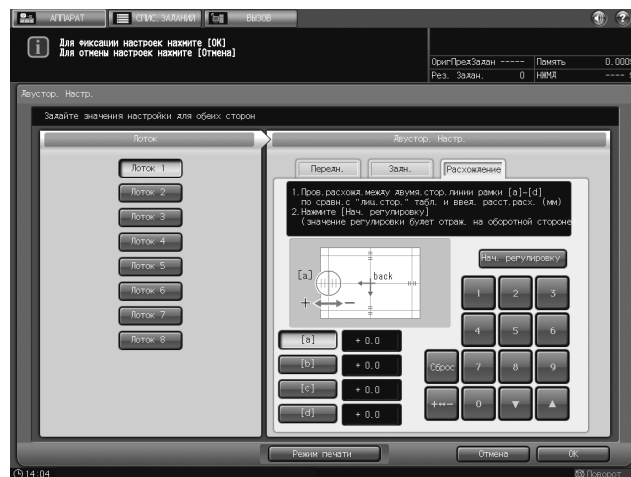 АППАРАТ
СПИС. ЗАДАНИЙ
ВЫЗОВ
Для фиксации настроек нажмите [OK]
Для отмены настроек нажмите [Отмена]
ОригПредЗадан -----
Память 0.000
Рез. Задан. 0
НЖМД ----
Двустор. Настр.
Задайте значения настройки для обеих сторон
Лоток
Двустор. Настр.
Лоток 1
Лоток 2
Лоток 3
Лоток 4
Лоток 5
Лоток 6
Лоток 7
Лоток 8
Передн.
Задн.
Расхождение
1.Пров.расхожд.между двумя.стор.линии рамки [a]~[d]
по сравн.с "лиц.стор." табл. и ввел. расст.расх. (мм)
2.Нажмите [Нач. регулировку]
(значение регулировки будет отраж. на оборотной стороне
[a]
back
+ -
Нач. регулировку
1 2 3
4 5 6
Сброс 7 8 9
+↔- 0 ▼ ▲
[a] + 0.0
[b] + 0.0
[c] + 0.0
[d] + 0.0
Режим печати
Отмена
OK
14:04
Поворот